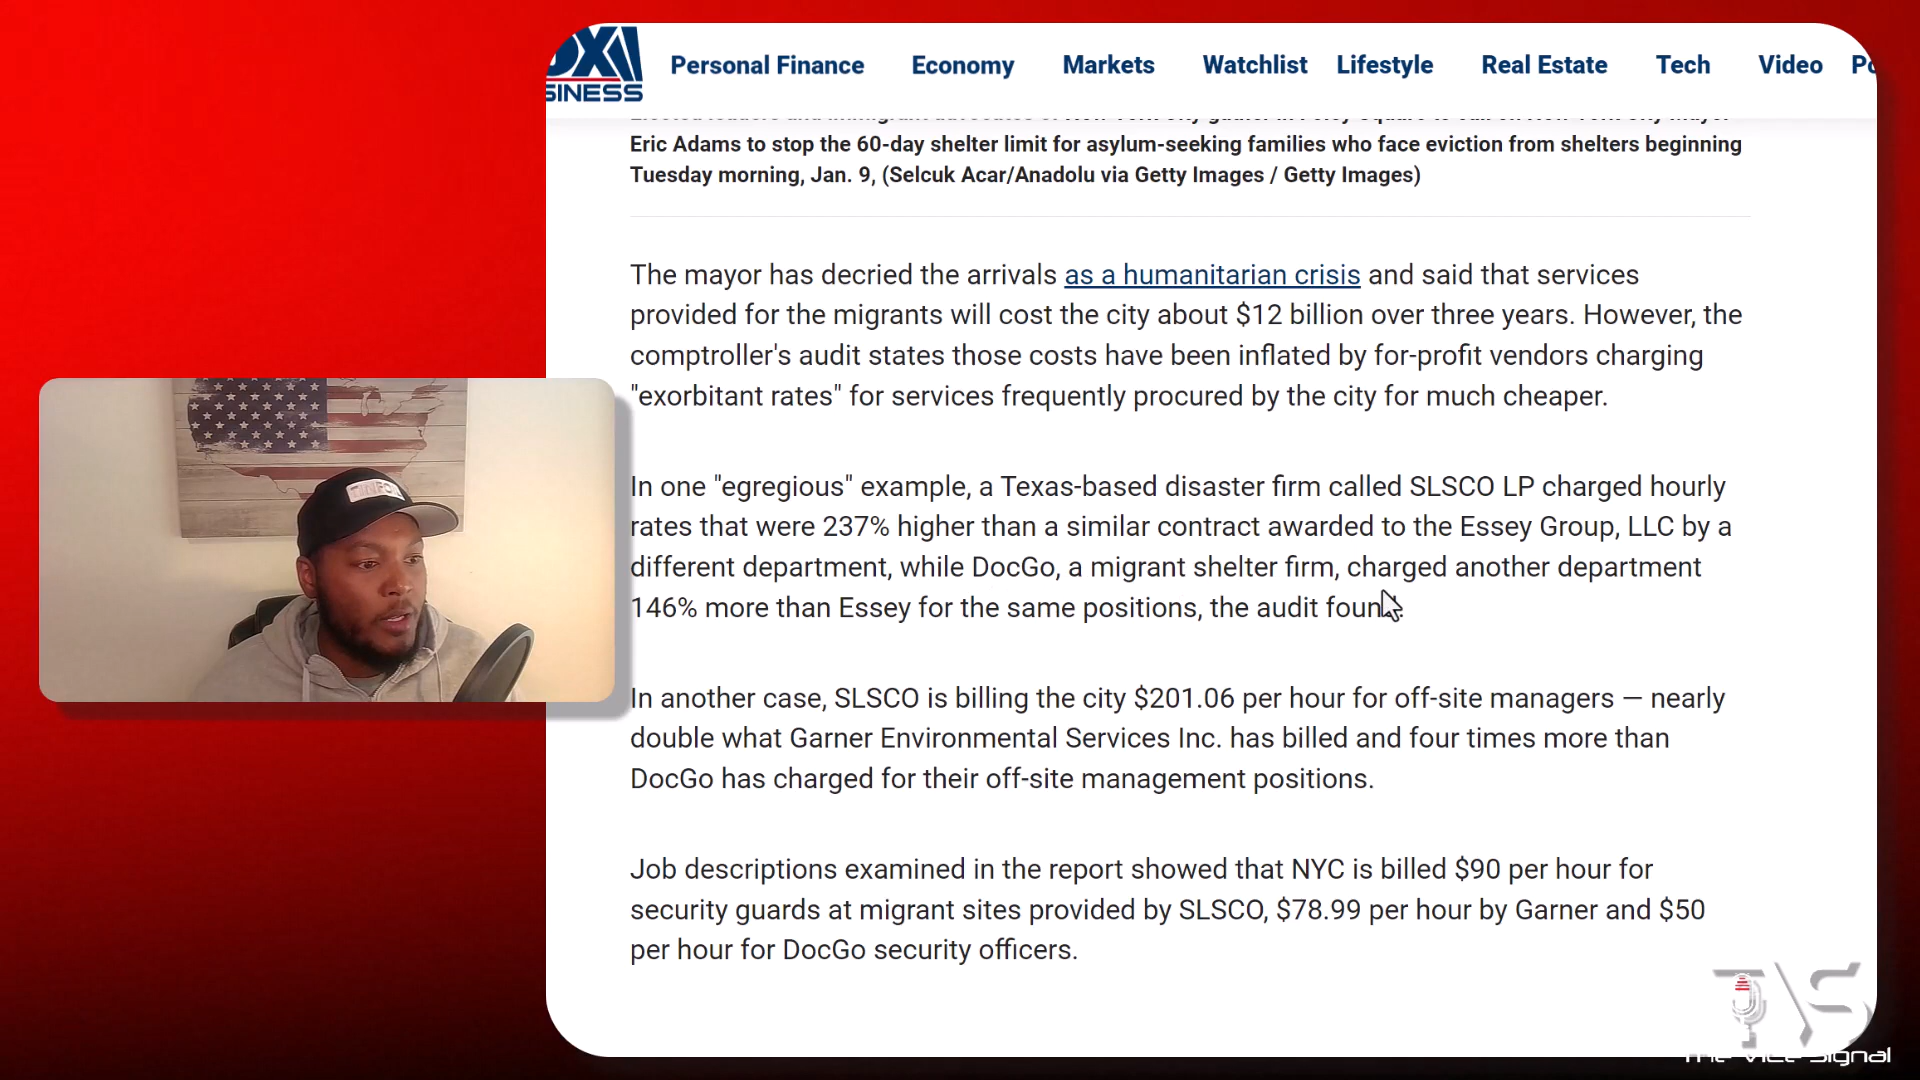 SINESS
Personal Finance Economy Markets Watchlist Lifestyle Real Estate Tech Video
Eric Adams to stop the 60-day shelter limit for asylum-seeking families who face eviction from shelters beginning
Tuesday morning, Jan. 9, (Selcuk Acar/Anadolu via Getty Images / Getty Images)
The mayor has decried the arrivals as a humanitarian crisis and said that services
provided for the migrants will cost the city about $12 billion over three years. However, the
comptroller's audit states those costs have been inflated by for-profit vendors charging
"exorbitant rates" for services frequently procured by the city for much cheaper.
In one "egregious" example, a Texas-based disaster firm called SLSCO LP charged hourly
rates that were 237% higher than a similar contract awarded to the Essey Group, LLC by a
different department, while DocGo, a migrant shelter firm, charged another department
146% more than Essey for the same positions, the audit found.
In another case, SLSCO is billing the city $201.06 per hour for off-site managers — nearly
double what Garner Environmental Services Inc. has billed and four times more than
DocGo has charged for their off-site management positions.
Job descriptions examined in the report showed that NYC is billed $90 per hour for
security guards at migrant sites provided by SLSCO, $78.99 per hour by Garner and $50
per hour for DocGo security officers.
The Vice Signal